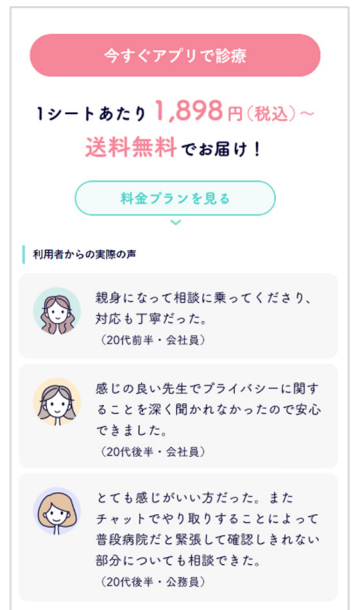 今すぐアプリで診療
1シートあたり 1,898円(税込)～
送料無料でお届け！
料金プランを見る
利用者からの実際の声
親身になって相談に乗ってくださり、
対応も丁寧だった。
（20代前半・会社員）
感じの良い先生でプライバシーに関す
ることを深く聞かれなかったので安心
できました。
（20代後半・会社員）
とても感じがいい方だった。また
チャットでやり取りすることによって
普段病院だと緊張して確認しきれない
部分についても相談できた。
（20代後半・公務員）